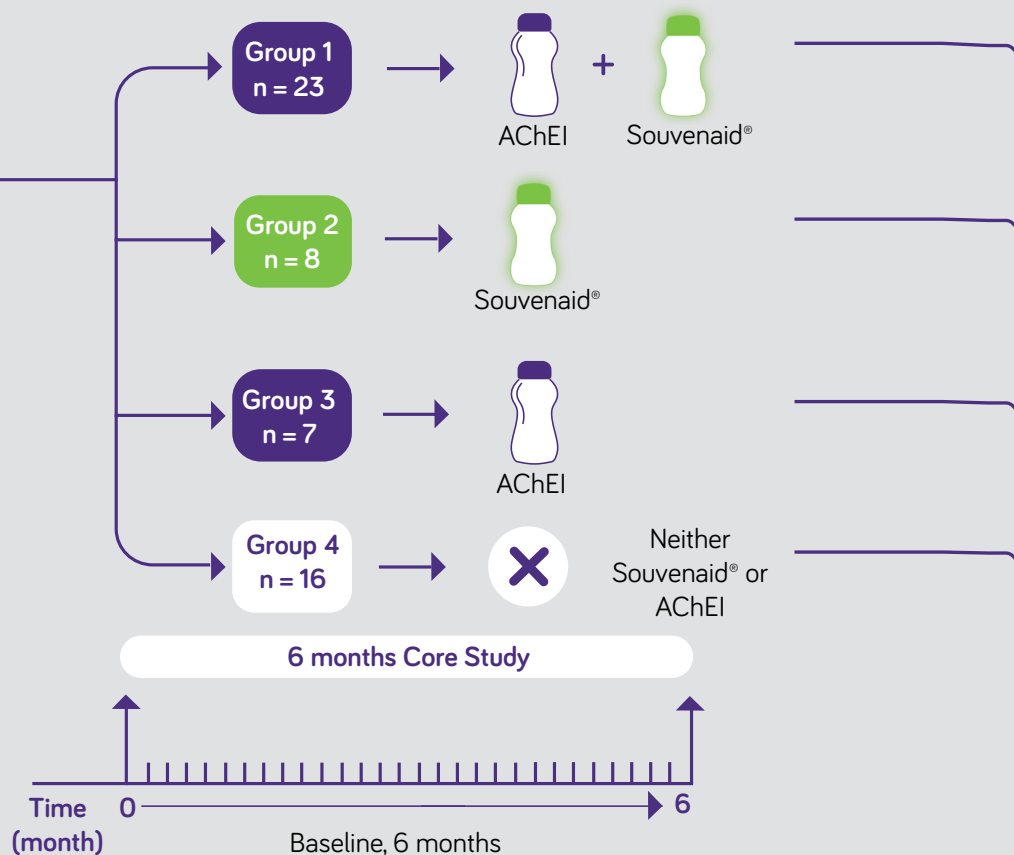 Group 1
n = 23
AChEI
+
Souvenaid®
Group 2
n = 8
Souvenaid®
Group 3
n = 7
AChEI
Group 4
n = 16
Neither
Souvenaid® or
AChEI
6 months Core Study
Time
(month)
0
6
Baseline, 6 months